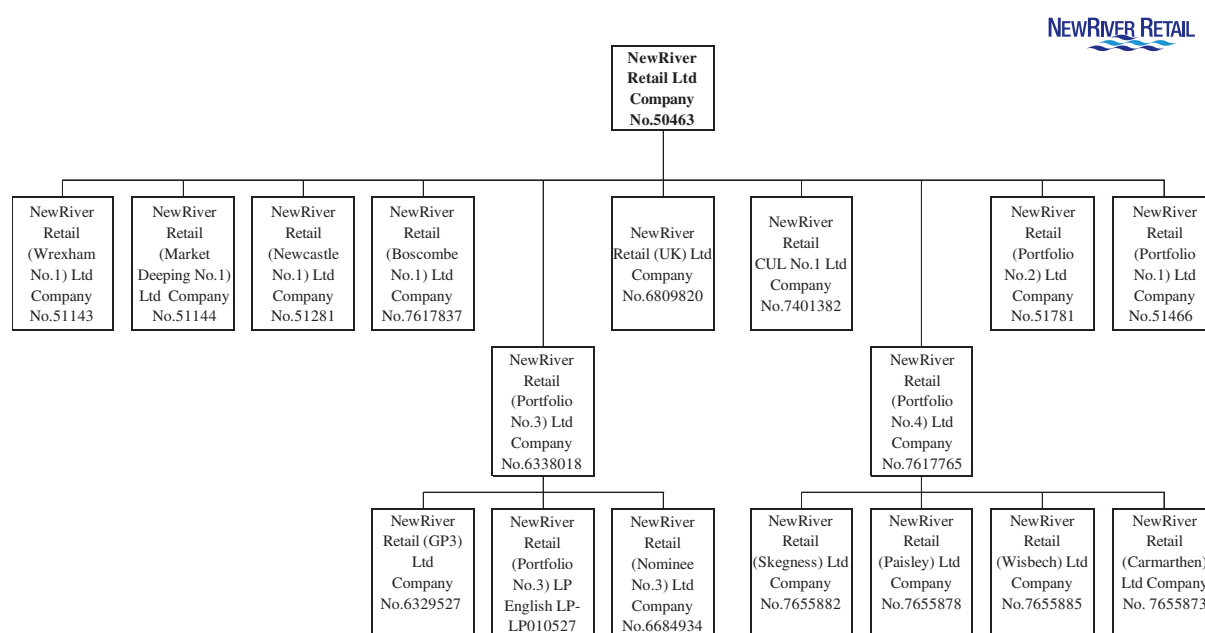 NEWRIVER RETAIL
NewRiver
Retail Ltd
Company
No.50463
NewRiver
Retail
(Wrexham
No.1) Ltd
Company
No.51143
NewRiver
Retail
(Market
Deeping No.1)
Ltd Company
No.51144
NewRiver
Retail
(Newcastle
No.1) Ltd
Company
No.51281
NewRiver
Retail
(Boscombe
No.1) Ltd
Company
No.7617837
NewRiver
Retail (UK) Ltd
Company
No.6809820
NewRiver
Retail
CUL No.1 Ltd
Company
No.7401382
NewRiver
Retail
(Portfolio
No.2) Ltd
Company
No.51781
NewRiver
Retail
(Portfolio
No.1) Ltd
Company
No.51466
NewRiver
Retail
(Portfolio
No.3) Ltd
Company
No.6338018
NewRiver
Retail
(Portfolio
No.4) Ltd
Company
No.7617765
NewRiver
Retail (GP3)
Ltd
Company
No.6329527
NewRiver
Retail
(Portfolio
No.3) LP
English LP-
LP010527
NewRiver
Retail
(Nominee
No.3) Ltd
Company
No.6684934
NewRiver
Retail
(Skegness) Ltd
Company
No.7655882
NewRiver
Retail
(Paisley) Ltd
Company
No.7655878
NewRiver
Retail
(Wisbech) Ltd
Company
No.7655885
NewRiver
Retail
(Carmarthen)
Ltd Company
No. 7655873